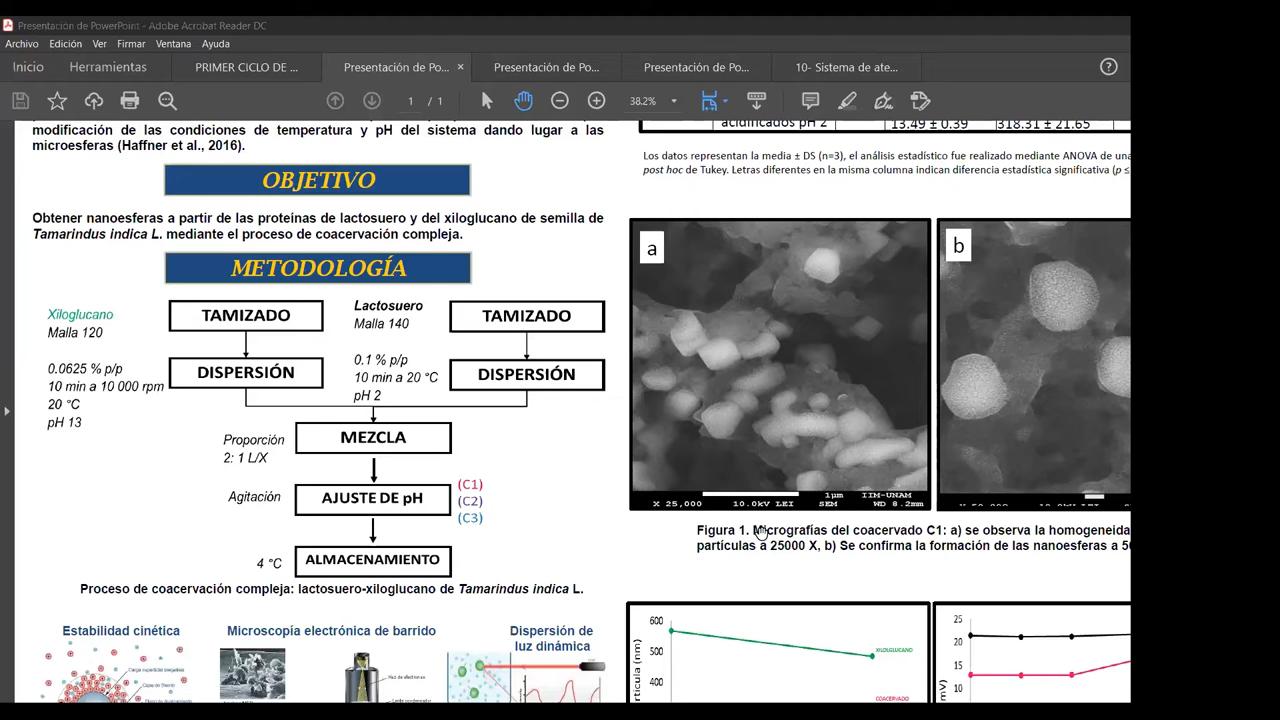 Presentación de PowerPoint - Adobe Acrobat Reader DC
Archivo Edición Ver Firmar Ventana Ayuda
Inicio Herramientas PRIMER CICLO DE ... Presentación de Po... × Presentación de Po... Presentación de Po... 10- Sistema de ate...
1 / 1 38.2%
modificación de las condiciones de temperatura y pH del sistema dando lugar a las
microesferas (Haffner et al., 2016).
OBJETIVO
Obtener nanoesferas a partir de las proteínas de lactosuero y del xiloglucano de semilla de
Tamarindus indica L. mediante el proceso de coacervación compleja.
METODOLOGÍA
Xiloglucano
Malla 120
0.0625 % p/p
10 min a 10 000 rpm
20 °C
pH 13
TAMIZADO
DISPERSIÓN
Lactosuero
Malla 140
0.1 % p/p
10 min a 20 °C
pH 2
TAMIZADO
DISPERSIÓN
Proporción
2: 1 L/X
MEZCLA
Agitación
AJUSTE DE pH
(C1)
(C2)
(C3)
4 °C
ALMACENAMIENTO
Proceso de coacervación compleja: lactosuero-xiloglucano de Tamarindus indica L.
Estabilidad cinética
Microscopía electrónica de barrido
Dispersión de
luz dinámica
Haz de electrones
acidificados pH 2 13.49 ± 0.39 318.31 ± 21.65
Los datos representan la media ± DS (n=3), el análisis estadístico fue realizado mediante ANOVA de una
post hoc de Tukey. Letras diferentes en la misma columna indican diferencia estadística significativa (p ≤
a
b
1µm IIM-UNAM
X 25,000 10.0kV LEI SEM WD 8.2mm
Figura 1. Micrografías del coacervado C1: a) se observa la homogeneida
partículas a 25000 X, b) Se confirma la formación de las nanoesferas a 50
600
500
400
rtícula (nm)
XILOGLUCANO
COACERVADO
25
20
15
10
mV)